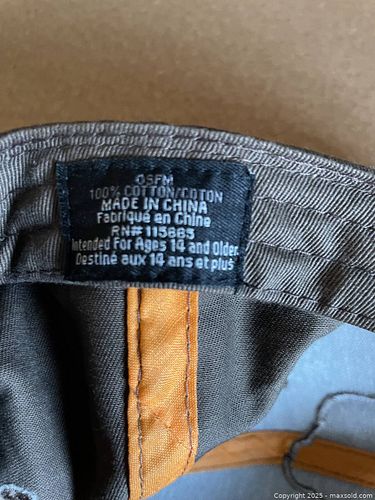 OSFM
100% COTTON/COTON
MADE IN CHINA
Fabriqué en Chine
RN# 115885
Intended For Ages 14 and Older
Destiné aux 14 ans et plus
Copyright 2025 - maxsold.com